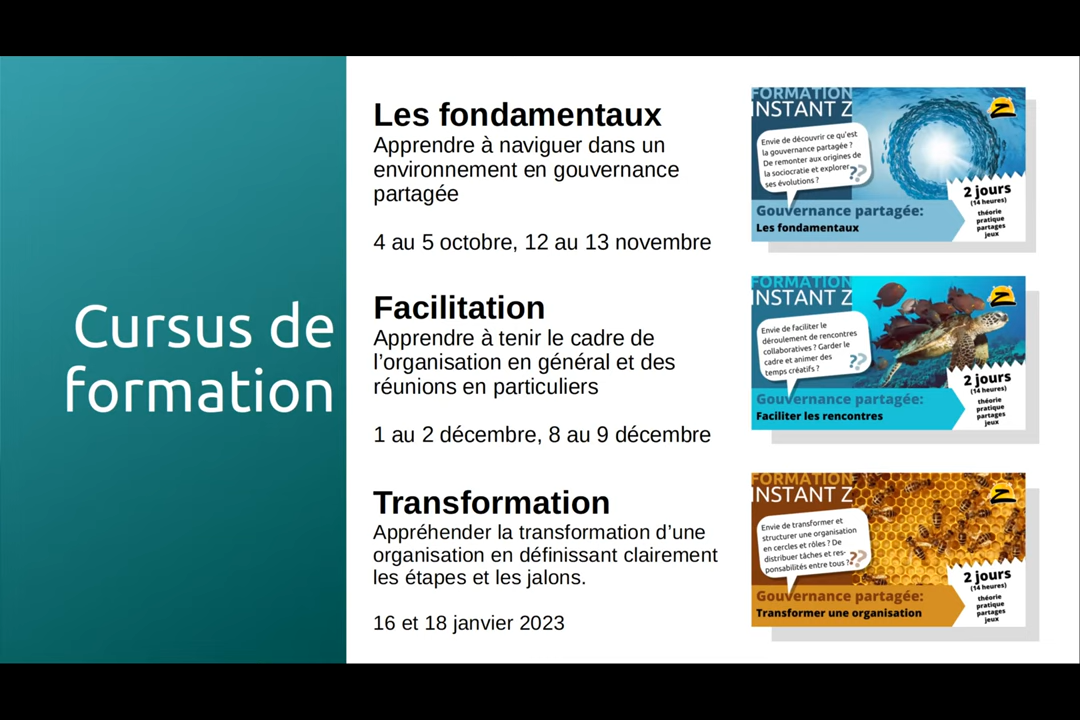 Cursus de
formation
Les fondamentaux
Apprendre à naviguer dans un
environnement en gouvernance
partagée
4 au 5 octobre, 12 au 13 novembre
Facilitation
Apprendre à tenir le cadre de
l’organisation en général et des
réunions en particuliers
1 au 2 décembre, 8 au 9 décembre
Transformation
Appréhender la transformation d’une
organisation en définissant clairement
les étapes et les jalons.
16 et 18 janvier 2023
FORMATION
INSTANT Z
Z
Envie de découvrir ce qu'est
la gouvernance partagée ?
De remonter aux origines de
la sociocratie et explorer
ses évolutions ?
??
Gouvernance partagée:
Les fondamentaux
2 jours
(14 heures)
théorie
pratique
partages
jeux
FORMATION
INSTANT Z
Z
Envie de faciliter le
déroulement de rencontres
collaboratives ? Garder le
cadre et animer des
temps créatifs ?
??
Gouvernance partagée:
Faciliter les rencontres
2 jours
(14 heures)
théorie
pratique
partages
jeux
FORMATION
INSTANT Z
Z
Envie de transformer et
structurer une organisation
en cercles et rôles ? De
distribuer tâches et res-
ponsabilités entre tous ?
??
Gouvernance partagée:
Transformer une organisation
2 jours
(14 heures)
théorie
pratique
partages
jeux